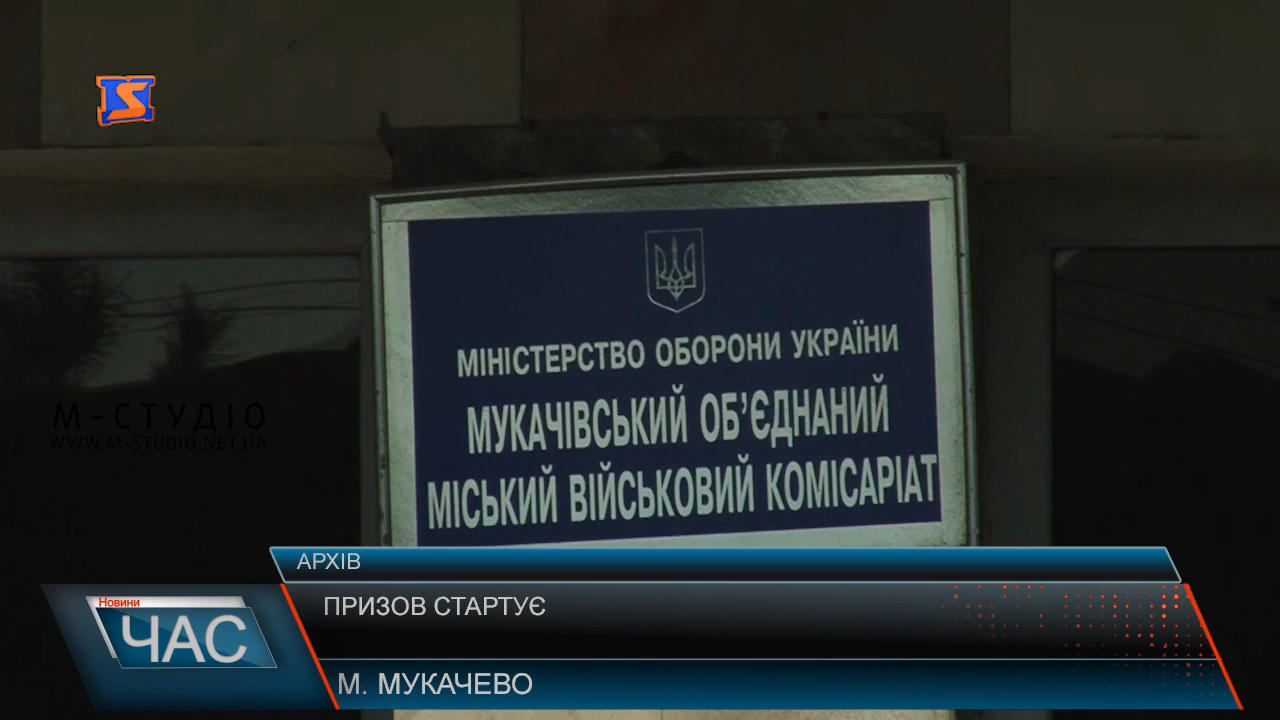 МІНІСТЕРСТВО ОБОРОНИ УКРАЇНИ
МУКАЧІВСЬКИЙ ОБ'ЄДНАНИЙ
МІСЬКИЙ ВІЙСЬКОВИЙ КОМІСАРІАТ
М-СТУДІО
WWW.M-STUDIO.NET.UA
АРХІВ
Новини
ЧАС
ПРИЗОВ СТАРТУЄ
М. МУКАЧЕВО